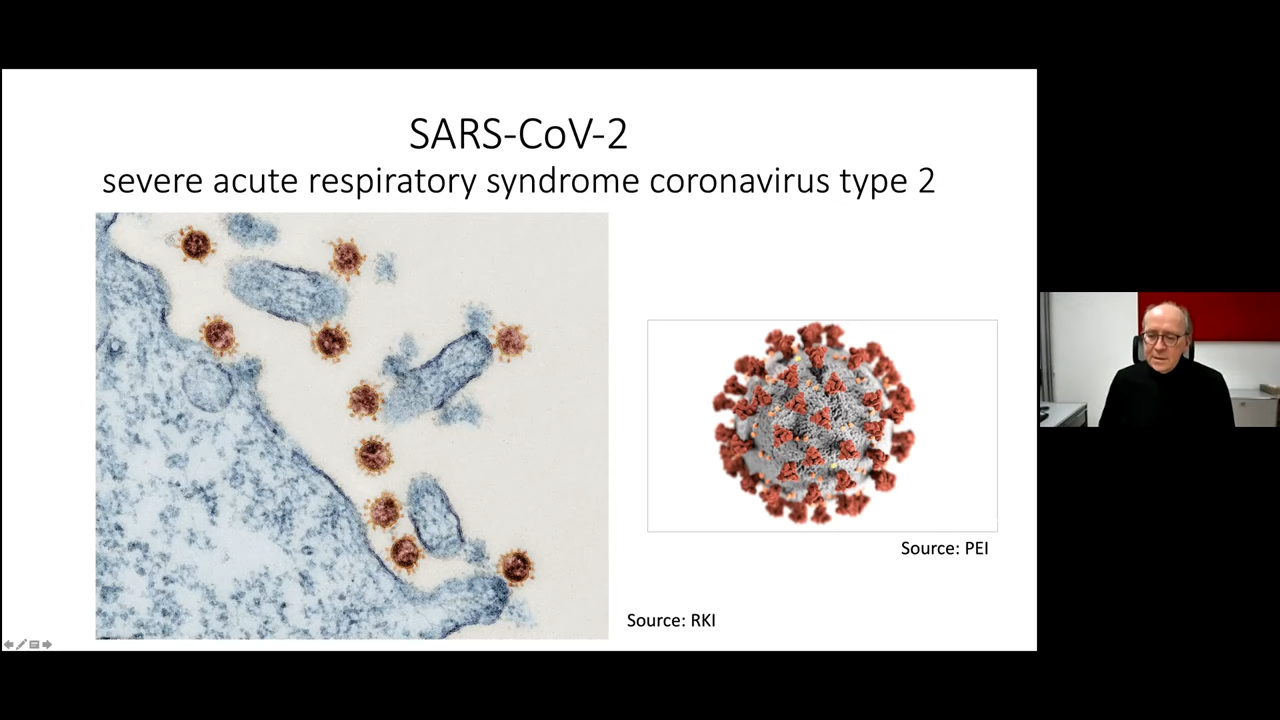 SARS-CoV-2
severe acute respiratory syndrome coronavirus type 2
Source: PEI
Source: RKI